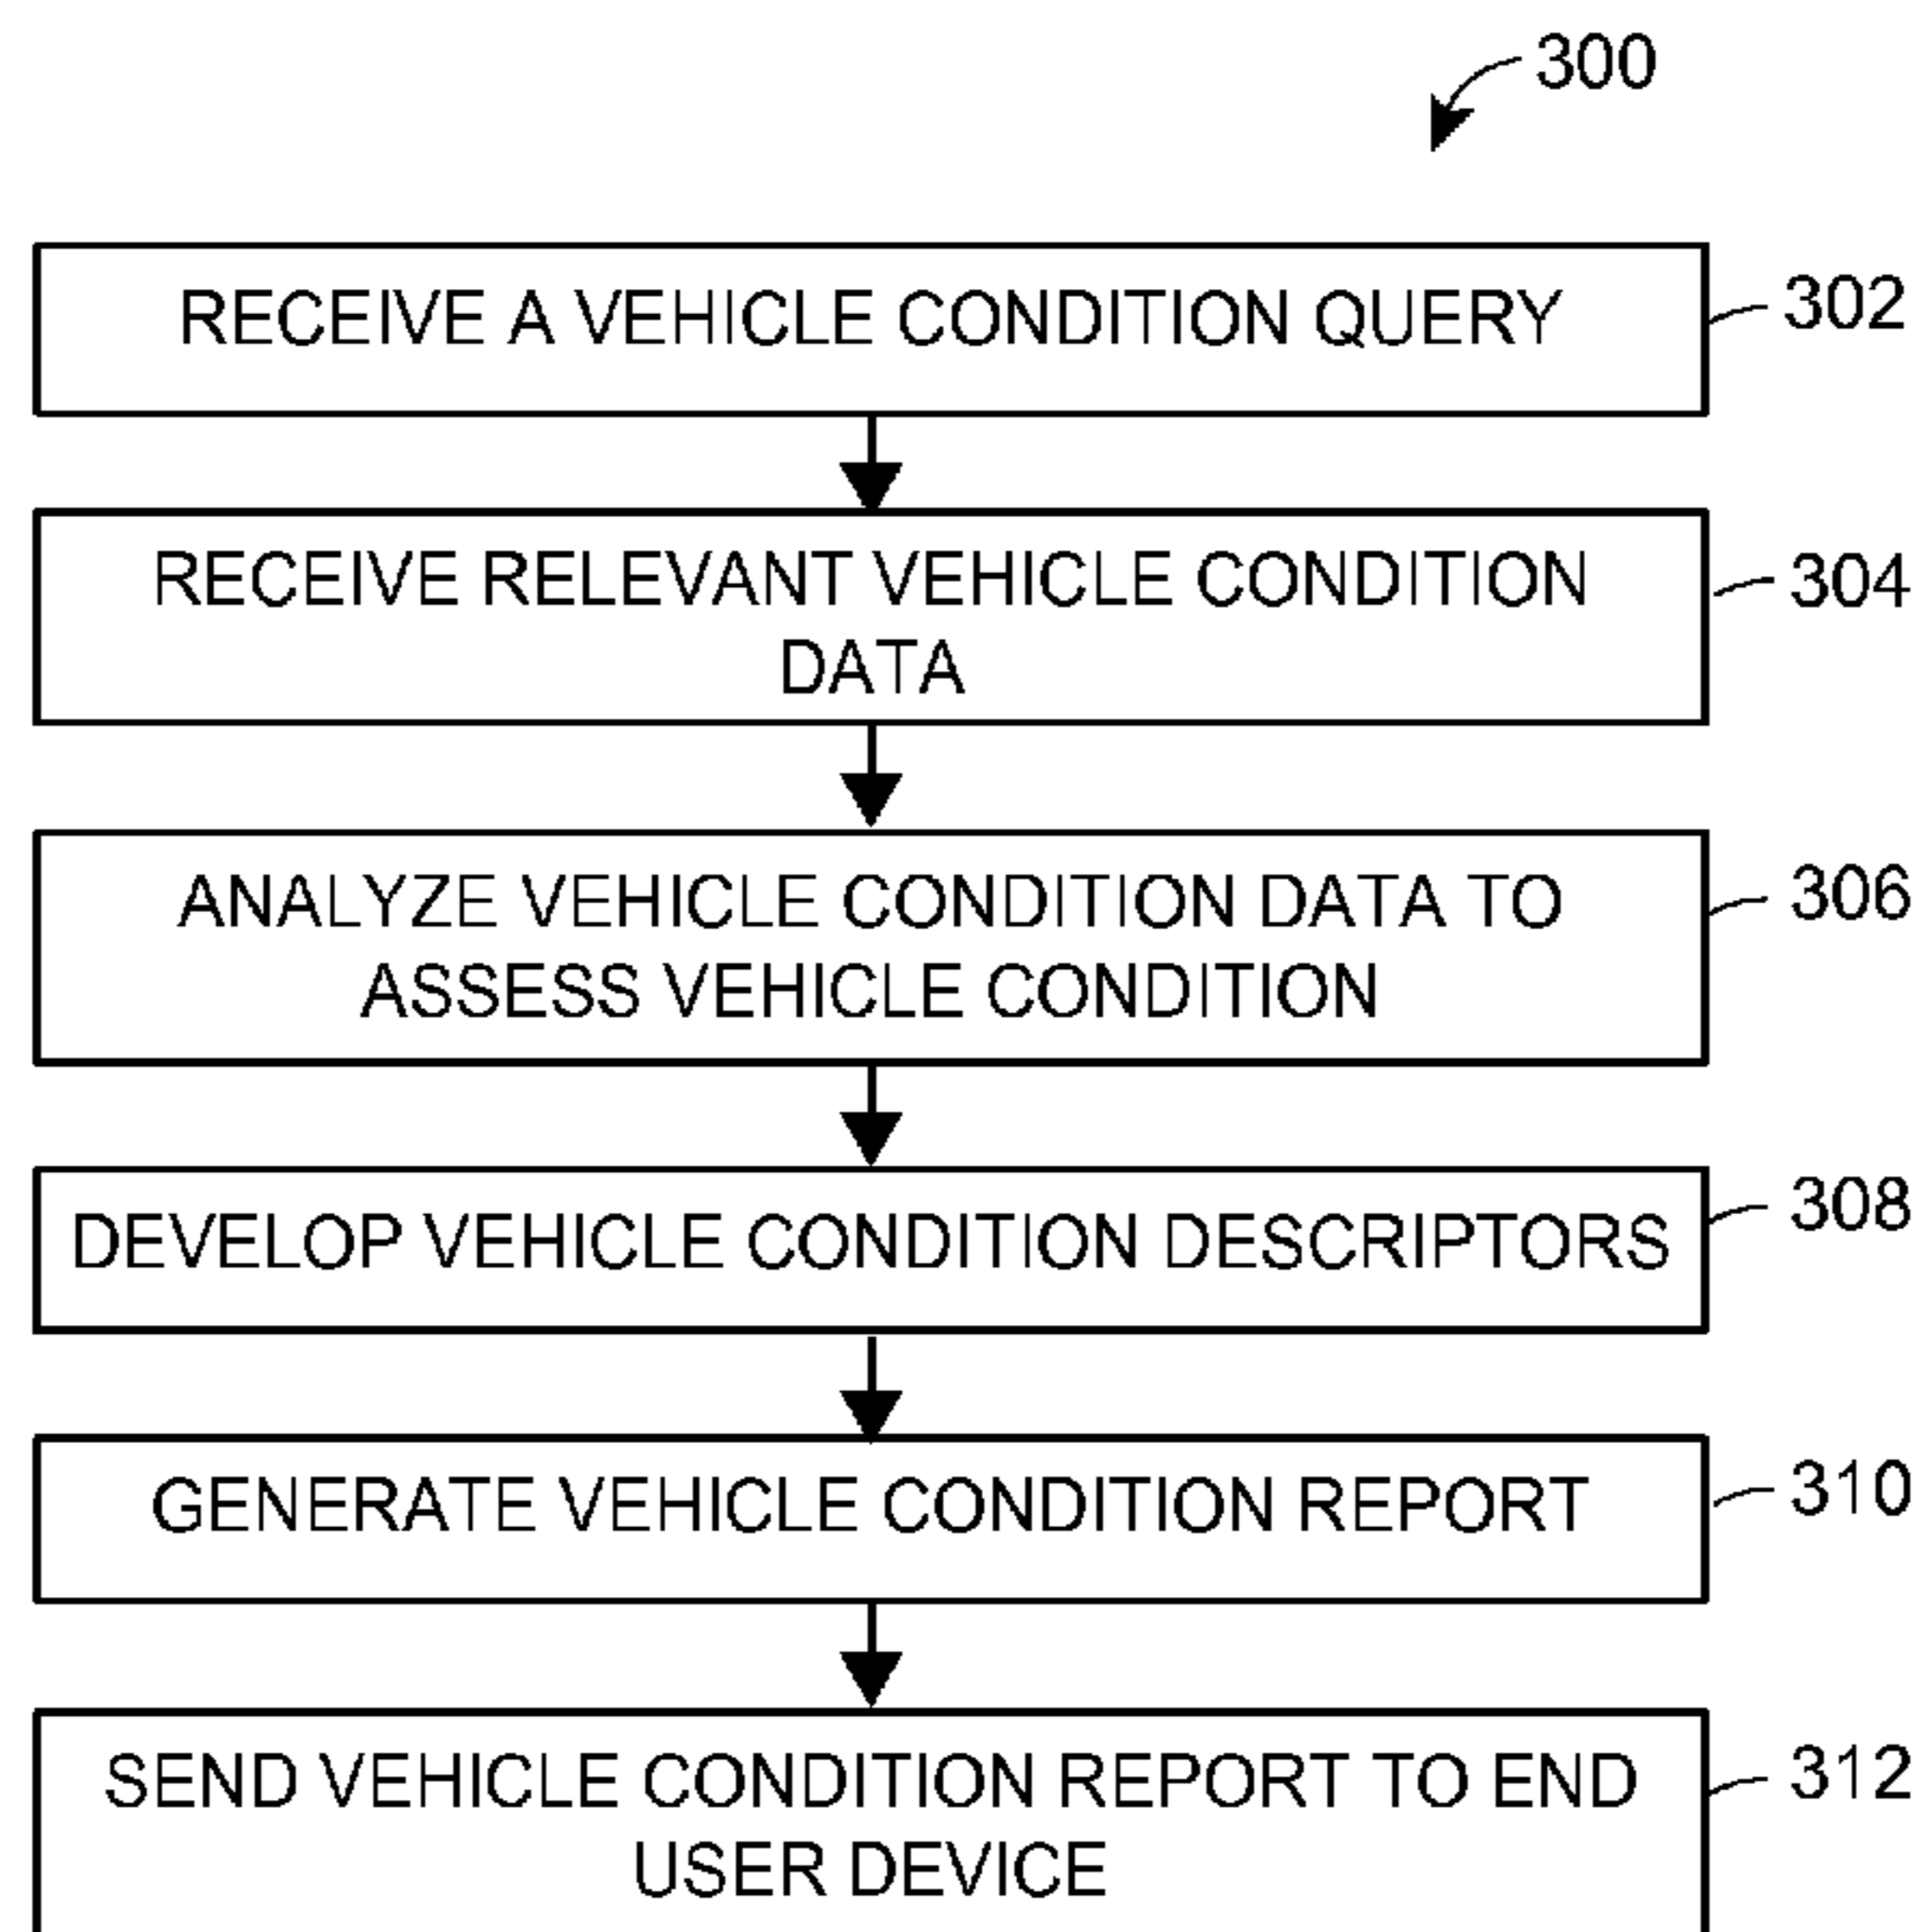 300
RECEIVE A VEHICLE CONDITION QUERY
302
RECEIVE RELEVANT VEHICLE CONDITION
DATA
304
ANALYZE VEHICLE CONDITION DATA TO
ASSESS VEHICLE CONDITION
306
DEVELOP VEHICLE CONDITION DESCRIPTORS
308
GENERATE VEHICLE CONDITION REPORT
310
SEND VEHICLE CONDITION REPORT TO END
USER DEVICE
312